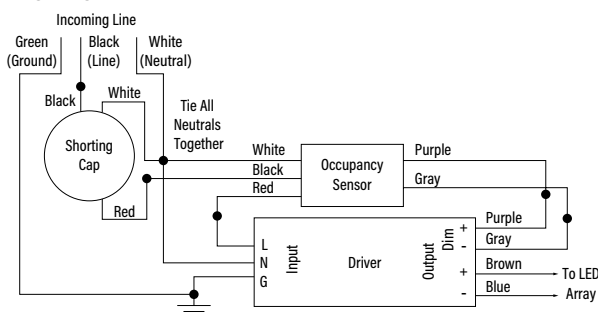 Incoming Line
Green
(Ground)
Black
(Line)
White
(Neutral)
Black
White
Tie All
Neutrals
Together
Shorting
Cap
Red
White
Black
Red
Occupancy
Sensor
Purple
Gray
L
N
G
Input
Driver
Output
Dim
+
-
+
-
Purple
Gray
Brown
Blue
To LED
Array